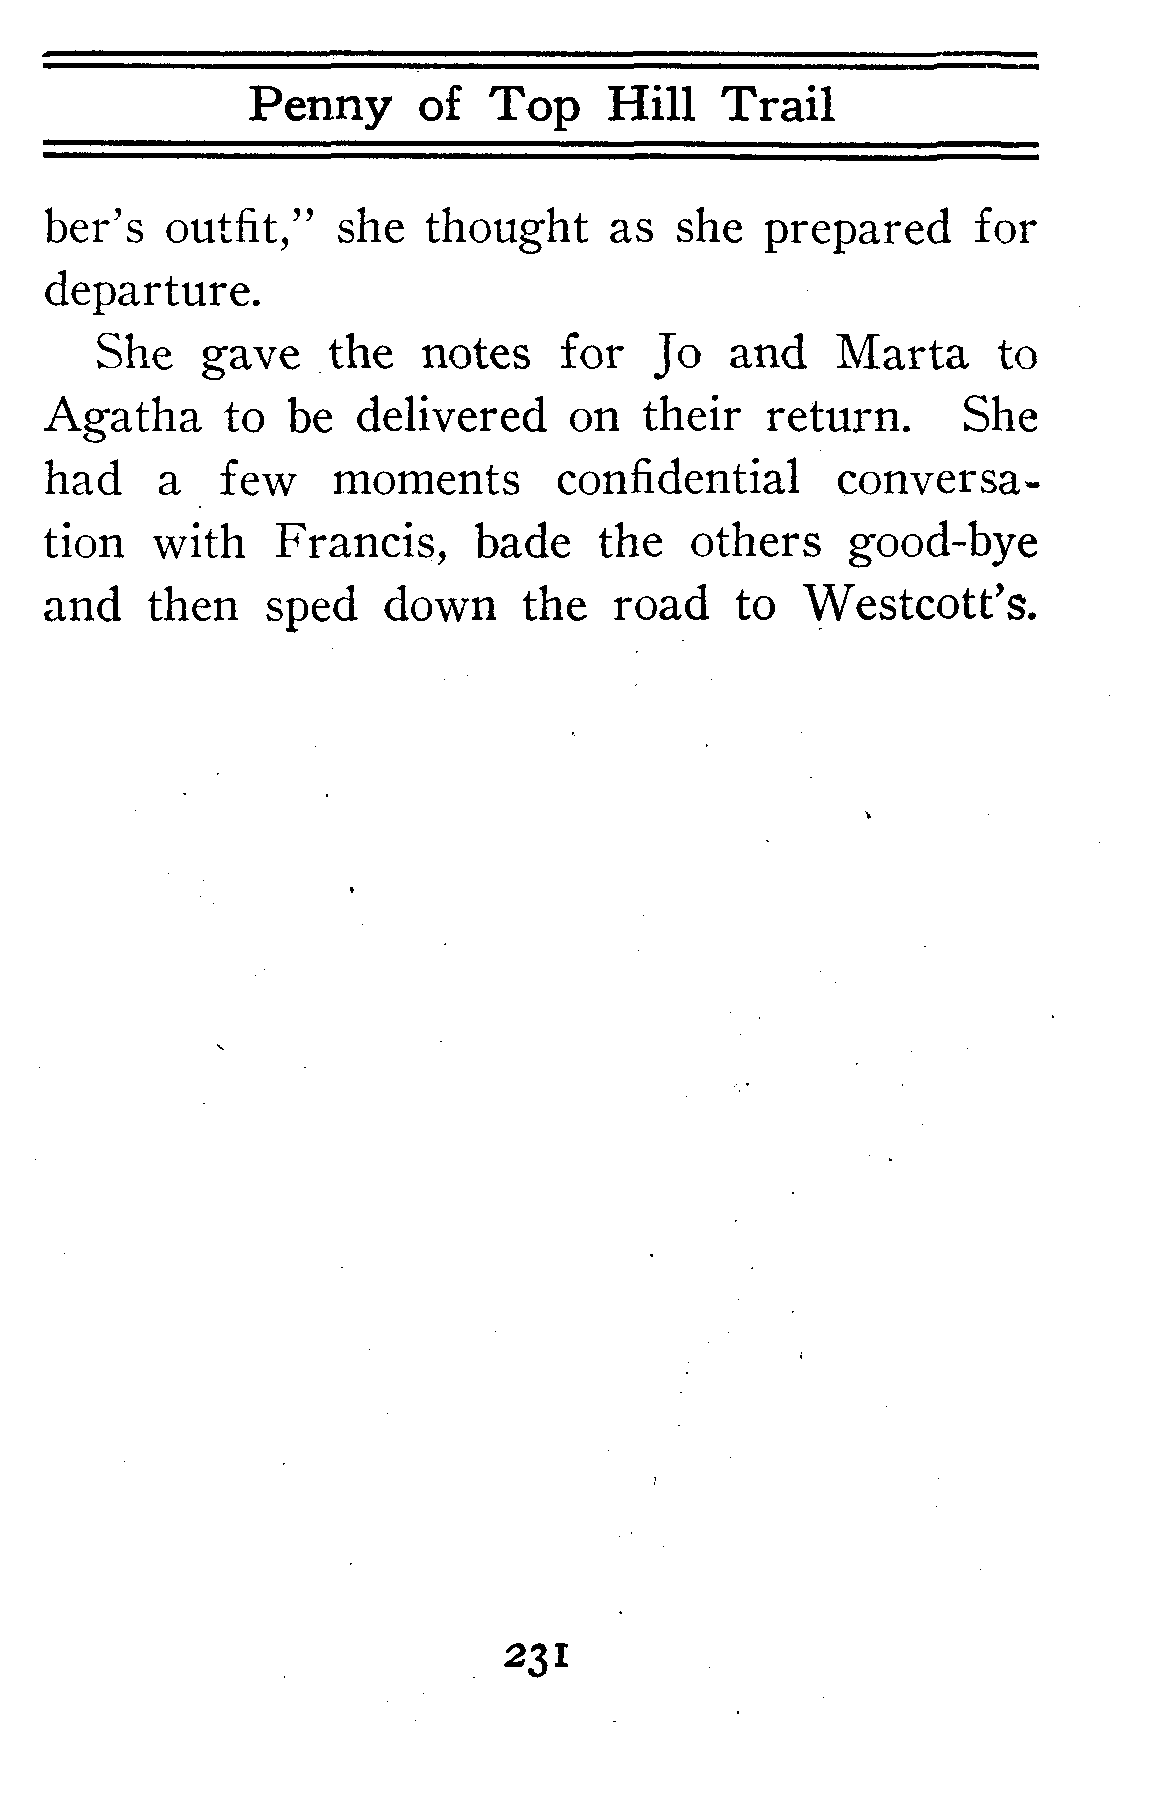 Penny of Top Hill Trail
ber's outfit,” she thought as she prepared for
departure.
She gave the notes for Jo and Marta to
Agatha to be delivered on their return. She
had a few moments confidential conversa-
tion with Francis, bade the others good-bye
and then sped down the road to Westcott's.
231